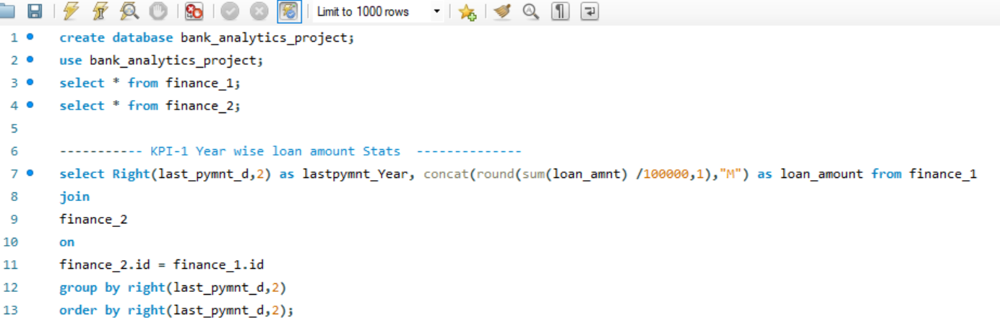 Limit to 1000 rows
1 create database bank_analytics_project;
2 use bank_analytics_project;
3 select * from finance_1;
4 select * from finance_2;
5
6 ----------- KPI-1 Year wise loan amount Stats  --------------
7 select Right(last_pymnt_d,2) as lastpymnt_Year, concat(round(sum(loan_amnt) /100000,1),"M") as loan_amount from finance_1
8 join
9 finance_2
10 on
11 finance_2.id = finance_1.id
12 group by right(last_pymnt_d,2)
13 order by right(last_pymnt_d,2);